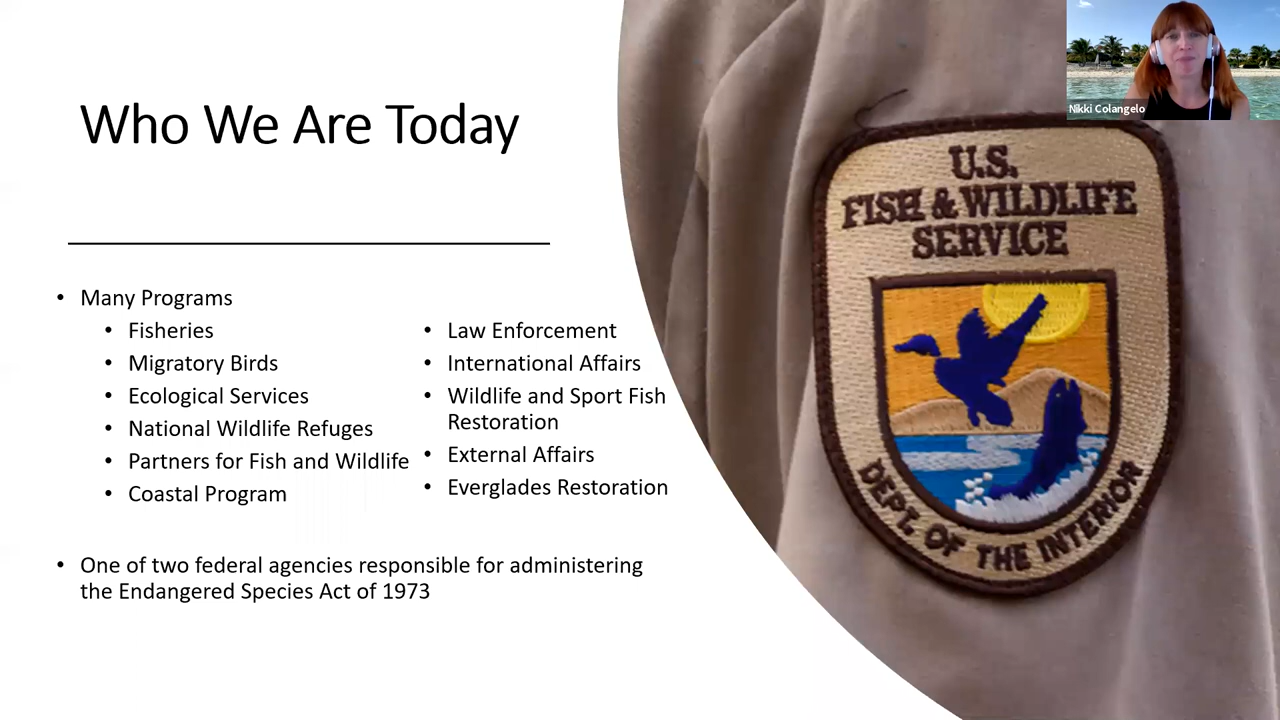 Who We Are Today
• Many Programs
• Fisheries
• Migratory Birds
• Ecological Services
• National Wildlife Refuges
• Partners for Fish and Wildlife
• Coastal Program
• Law Enforcement
• International Affairs
• Wildlife and Sport Fish
Restoration
• External Affairs
• Everglades Restoration
• One of two federal agencies responsible for administering
the Endangered Species Act of 1973
U.S.
FISH & WILDLIFE
SERVICE
DEPT. OF THE INTERIOR
Nikki Colangelo